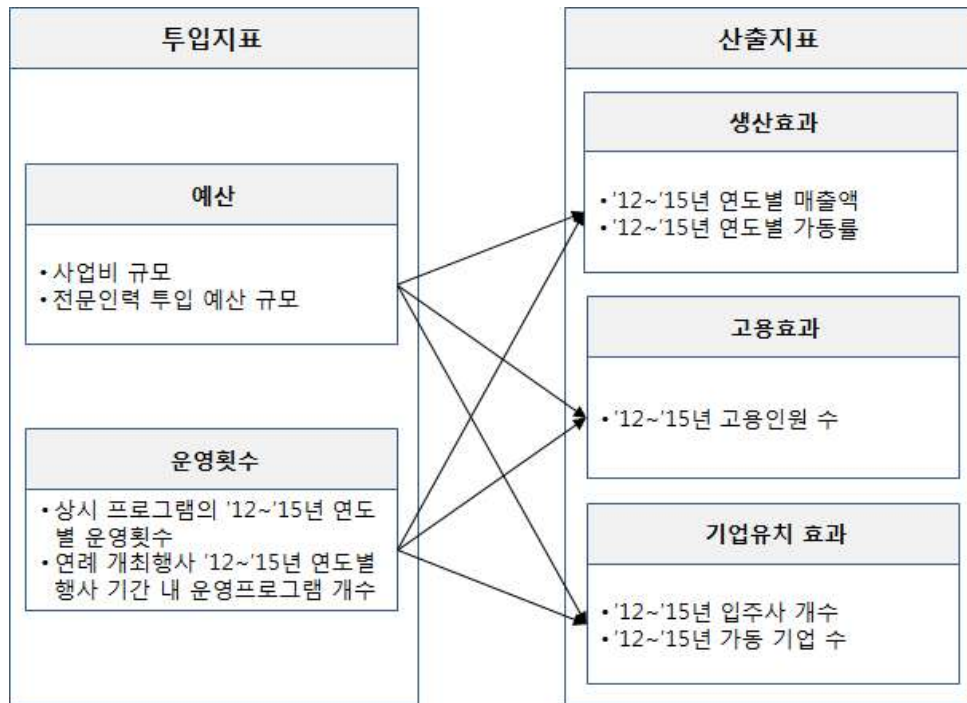 투입지표
예산
• 사업비 규모
• 전문인력 투입 예산 규모
운영횟수
• 상시 프로그램의 '12~'15년 연도
별 운영횟수
• 연례 개최행사 '12~'15년 연도별
행사 기간 내 운영프로그램 개수
산출지표
생산효과
• '12~'15년 연도별 매출액
• '12~'15년 연도별 가동률
고용효과
• '12~'15년 고용인원 수
기업유치 효과
• '12~'15년 입주사 개수
• '12~'15년 가동 기업 수